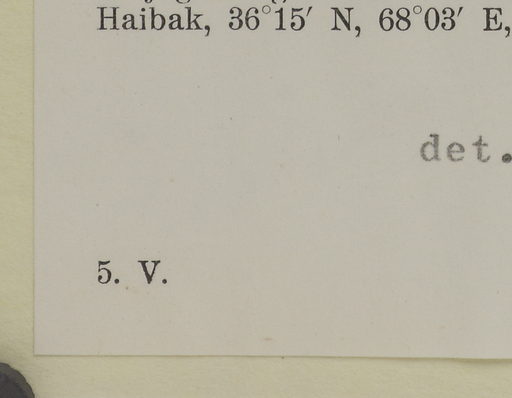 Haibak, 36°15′ N, 68°03′ E,
det.
5. V.